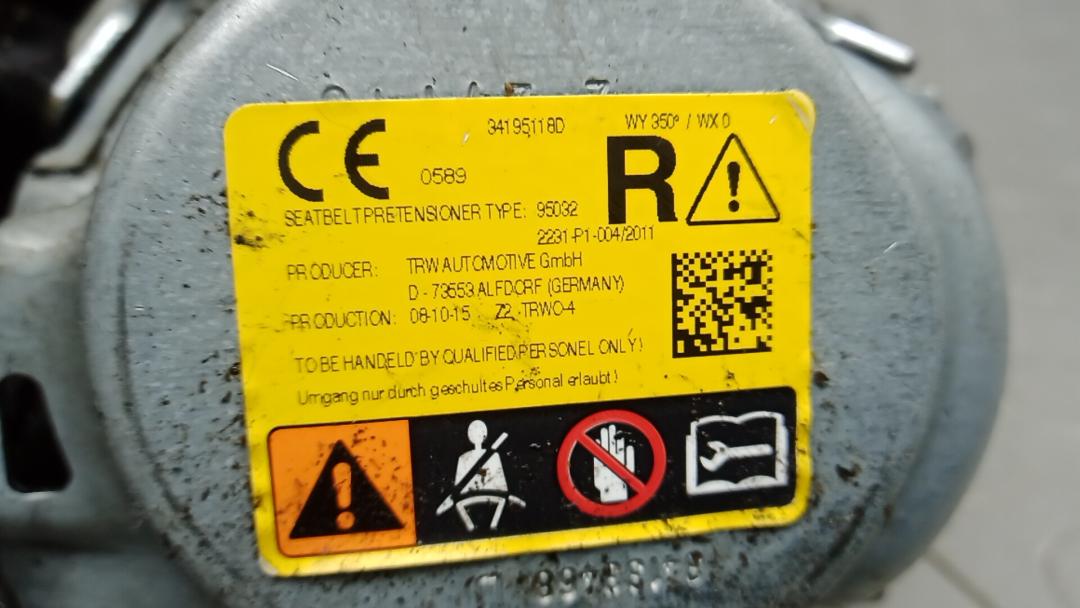 CE 0589
34195118D
WY 350° / WX 0
R
SEATBELTPRETENSIONER TYPE: 95032
2231-P1-004/2011
PRODUCER: TRW AUTOMOTIVE GmbH
D - 73553 ALFDORF (GERMANY)
PRODUCTION: 08-10-15 Z2 -TRWO-4
TO BE HANDELD BY QUALIFIED PERSONEL ONLY!
Umgang nur durch geschultes Personal erlaubt!